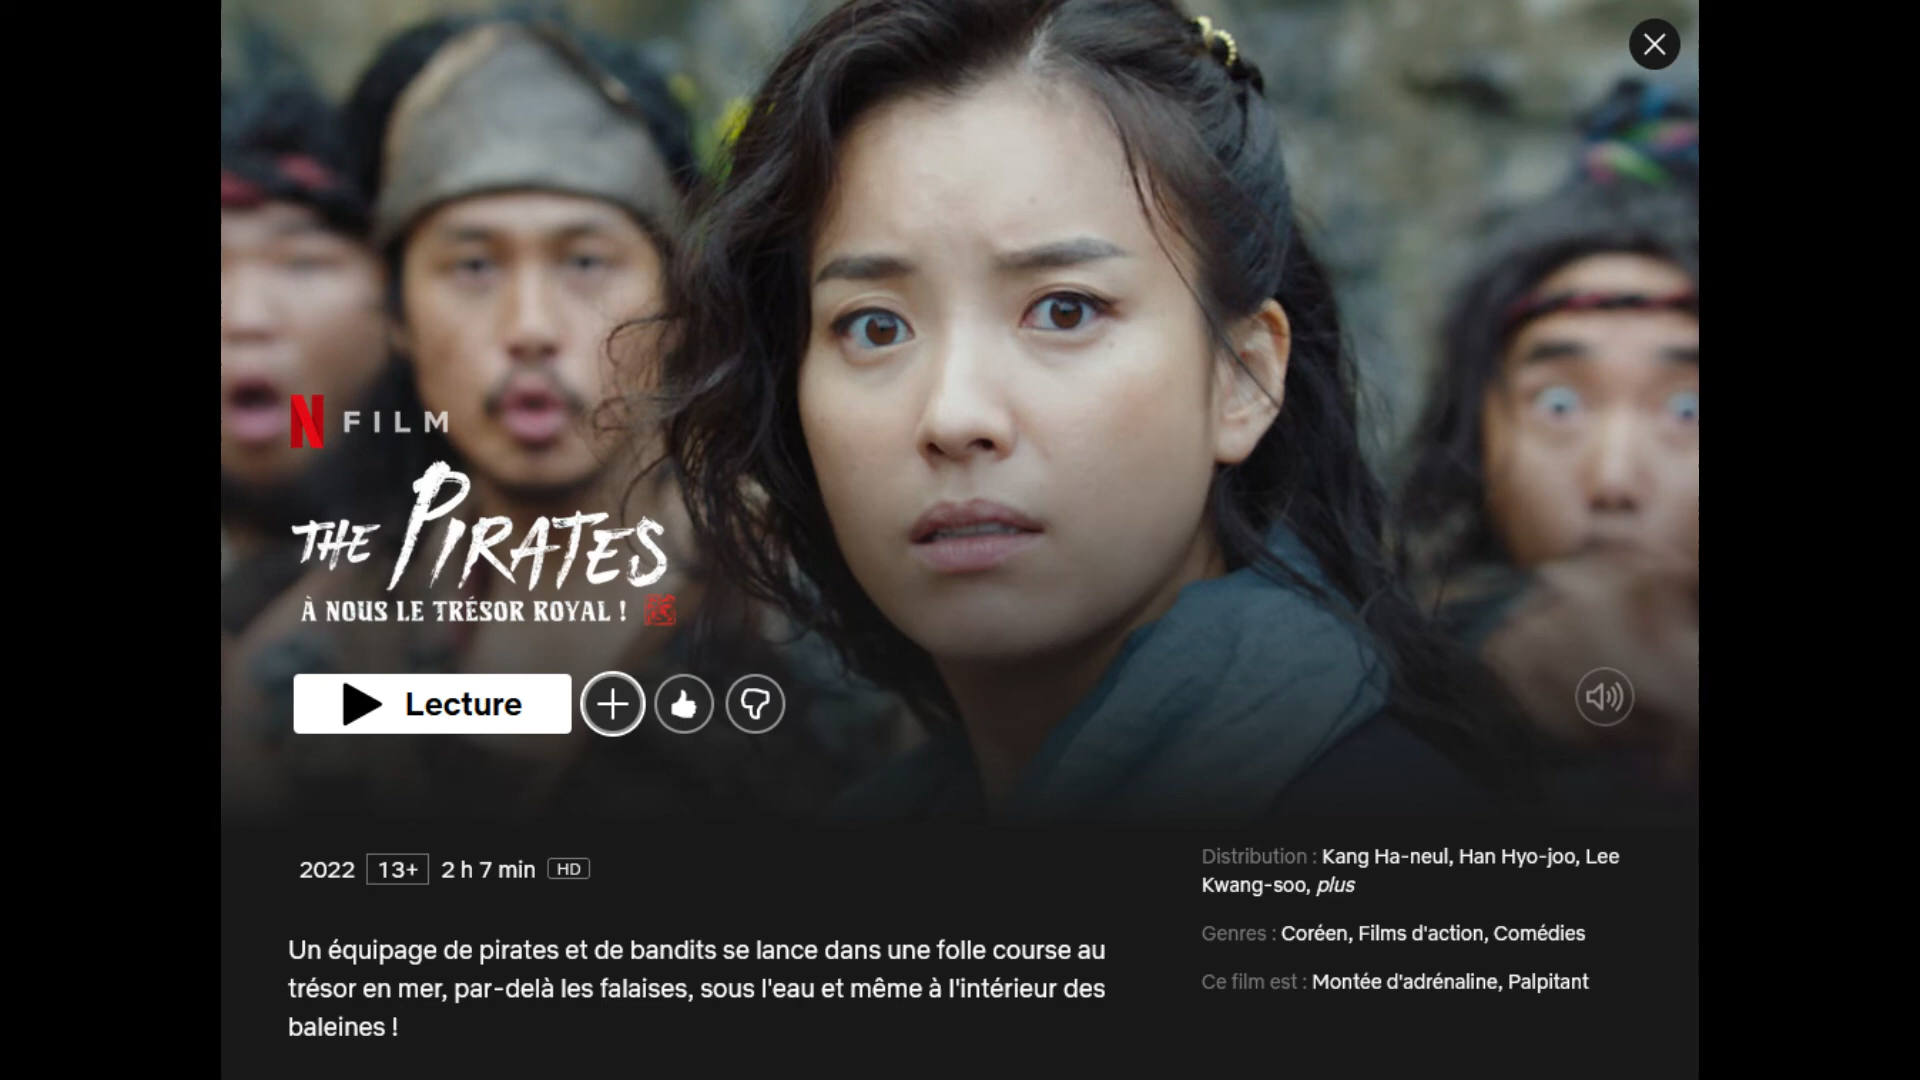 N FILM
THE PIRATES
À NOUS LE TRÉSOR ROYAL !
Lecture
2022 13+ 2 h 7 min HD
Un équipage de pirates et de bandits se lance dans une folle course au
trésor en mer, par-delà les falaises, sous l'eau et même à l'intérieur des
baleines !
Distribution : Kang Ha-neul, Han Hyo-joo, Lee
Kwang-soo, plus
Genres : Coréen, Films d'action, Comédies
Ce film est : Montée d'adrénaline, Palpitant